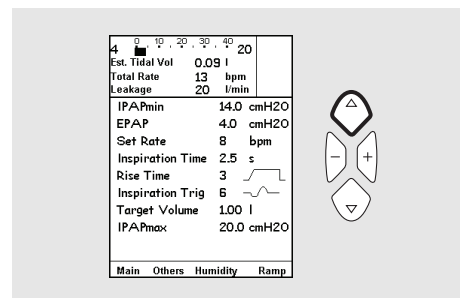 0 10 20 30 40
4 20
Est. Tidal Vol 0.09 l
Total Rate 13 bpm
Leakage 20 l/min
IPAPmin 14.0 cmH2O
EPAP 4.0 cmH2O
Set Rate 8 bpm
Inspiration Time 2.5 s
Rise Time 3
Inspiration Trig 6
Target Volume 1.00 l
IPAPmax 20.0 cmH2O
Main Others Humidity Ramp
- +